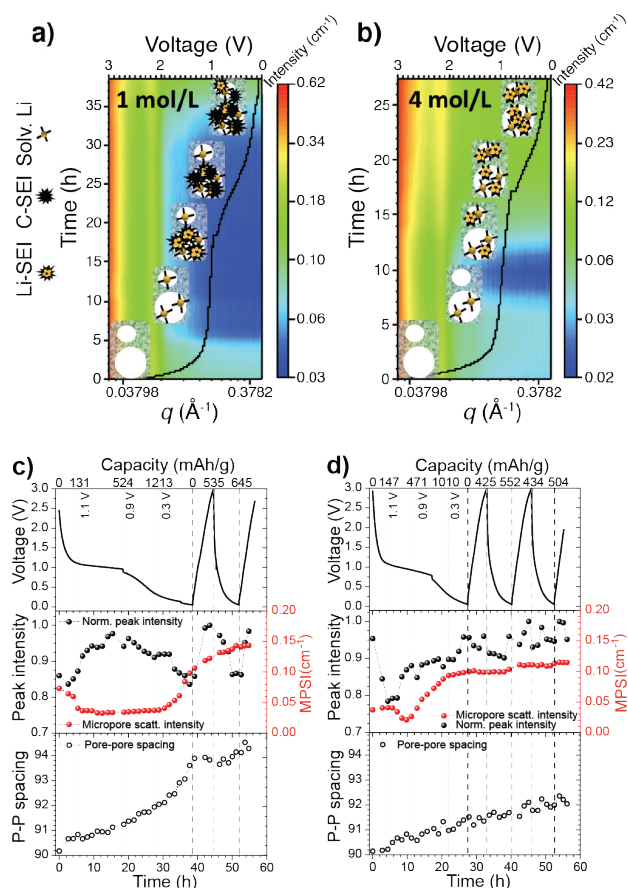 a)
Voltage (V)
3 2 1 0
Intensity (cm⁻¹)
1 mol/L
0.62
0.34
0.18
0.10
0.06
0.03
35
30
25
20
15
10
5
0
Time (h)
0.03798 0.3782
q (Å⁻¹)
Solv. Li
C-SEI
Li-SEI
b)
Voltage (V)
3 2 1 0
Intensity (cm⁻¹)
4 mol/L
0.42
0.23
0.12
0.06
0.03
0.02
25
20
15
10
5
0
Time (h)
0.03798 0.3782
q (Å⁻¹)
c)
Capacity (mAh/g)
0 131 524 1213 0 535 645
3.0
2.5
2.0
1.5
1.0
0.5
0.0
Voltage (V)
1.1 V
0.9 V
0.3 V
1.0
0.9
0.8
0.7
Peak intensity
Norm. peak intensity
Micropore scatt. intensity
0.20
0.15
0.10
0.05
0.00
MPSI(cm⁻¹)
94
93
92
91
90
P-P spacing
Pore-pore spacing
0 10 20 30 40 50 60
Time (h)
d)
Capacity (mAh/g)
0 147 471 1010 0 425 552 434 504
3.0
2.5
2.0
1.5
1.0
0.5
0.0
Voltage (V)
1.1 V
0.9 V
0.3 V
1.0
0.9
0.8
0.7
Peak intensity
Micropore scatt. intensity
Norm. peak intensity
0.20
0.15
0.10
0.05
0.00
MPSI(cm⁻¹)
94
93
92
91
90
P-P spacing
Pore-pore spacing
0 10 20 30 40 50 60
Time (h)